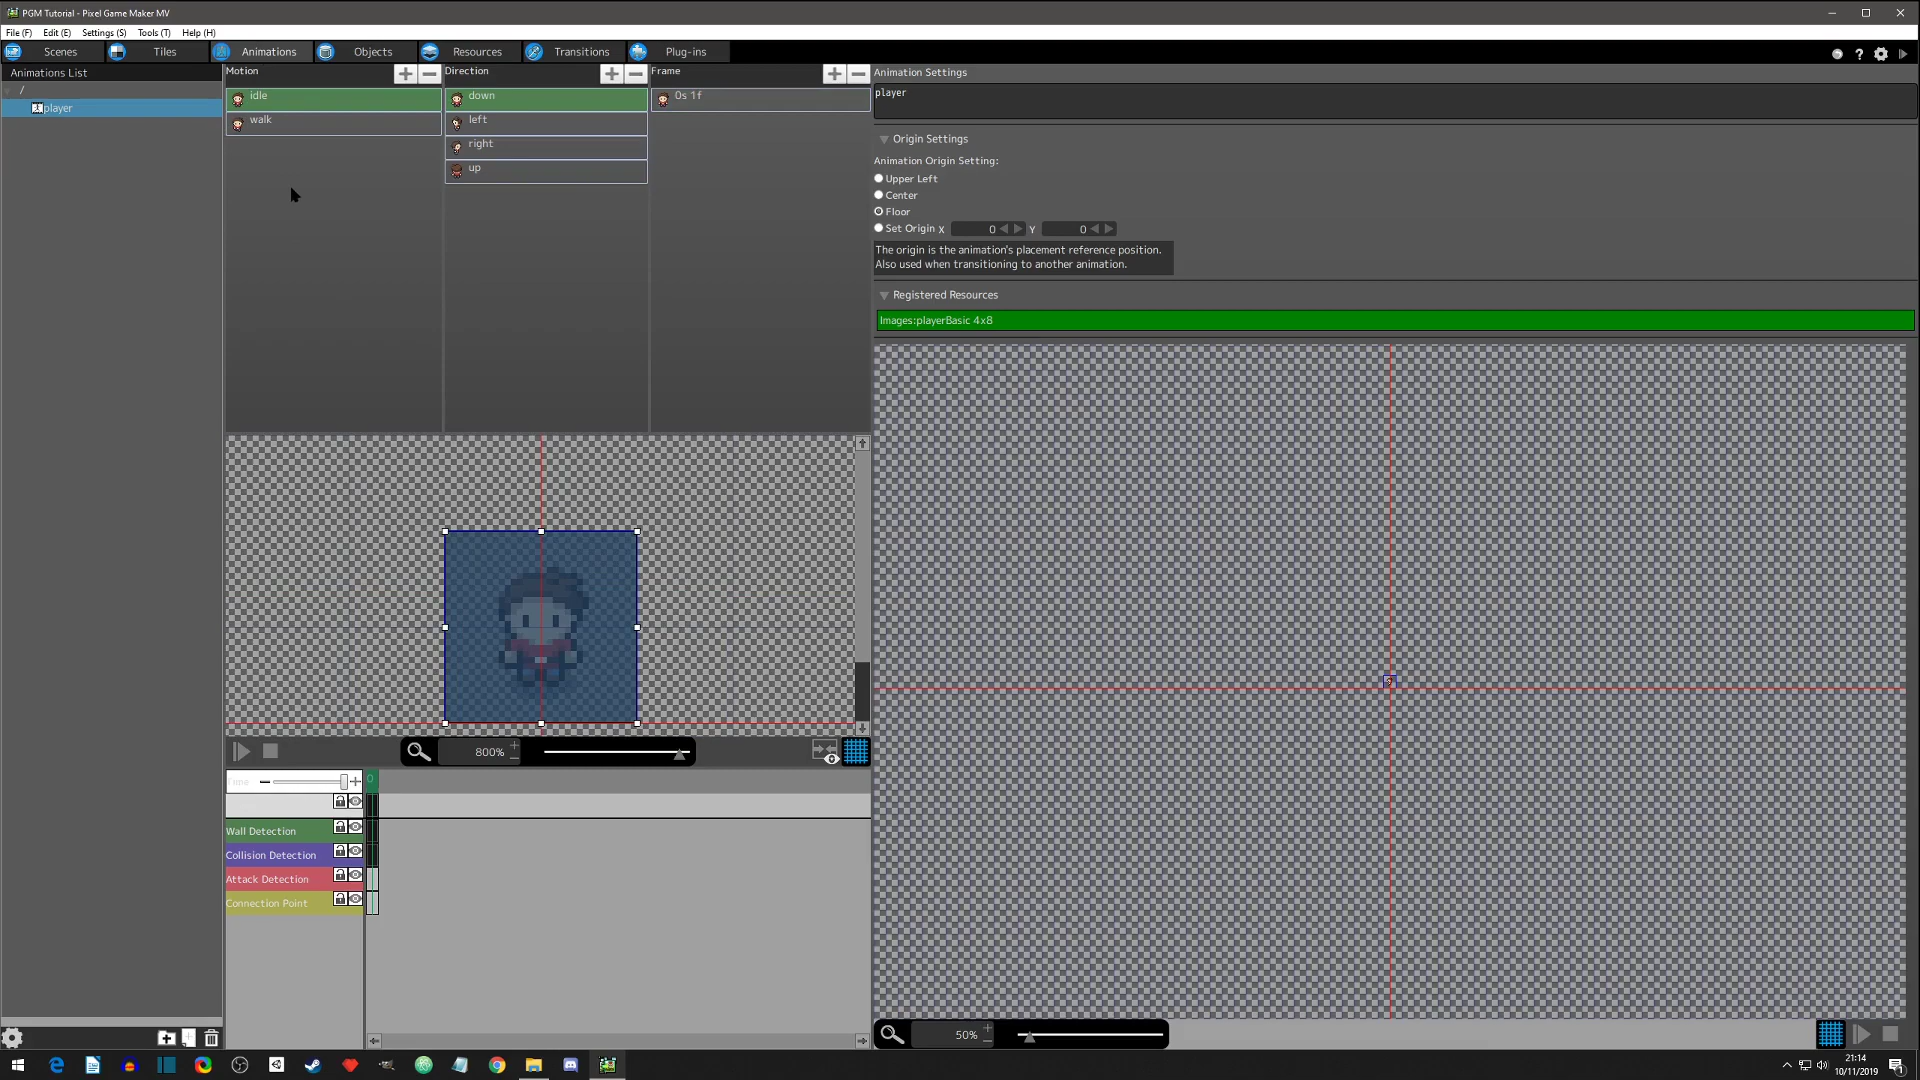 PGM Tutorial - Pixel Game Maker MV
File (F) Edit (E) Settings (S) Tools (T) Help (H)
Scenes Tiles Animations Objects Resources Transitions Plug-ins
Animations List
/
player
Motion
idle
walk
Direction
down
left
right
up
Frame
0s 1f
Animation Settings
player
Origin Settings
Animation Origin Setting:
Upper Left
Center
Floor
Set Origin X 0 Y 0
The origin is the animation's placement reference position.
Also used when transitioning to another animation.
Registered Resources
Images:playerBasic 4x8
800%
0
Wall Detection
Collision Detection
Attack Detection
Connection Point
50%
21:14
10/11/2019